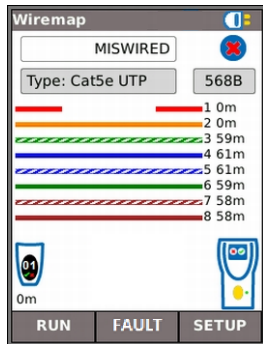 Wiremap
MISWIRED
Type: Cat5e UTP
568B
1 0m
2 0m
3 59m
4 61m
5 61m
6 59m
7 58m
8 58m
01
0m
RUN
FAULT
SETUP